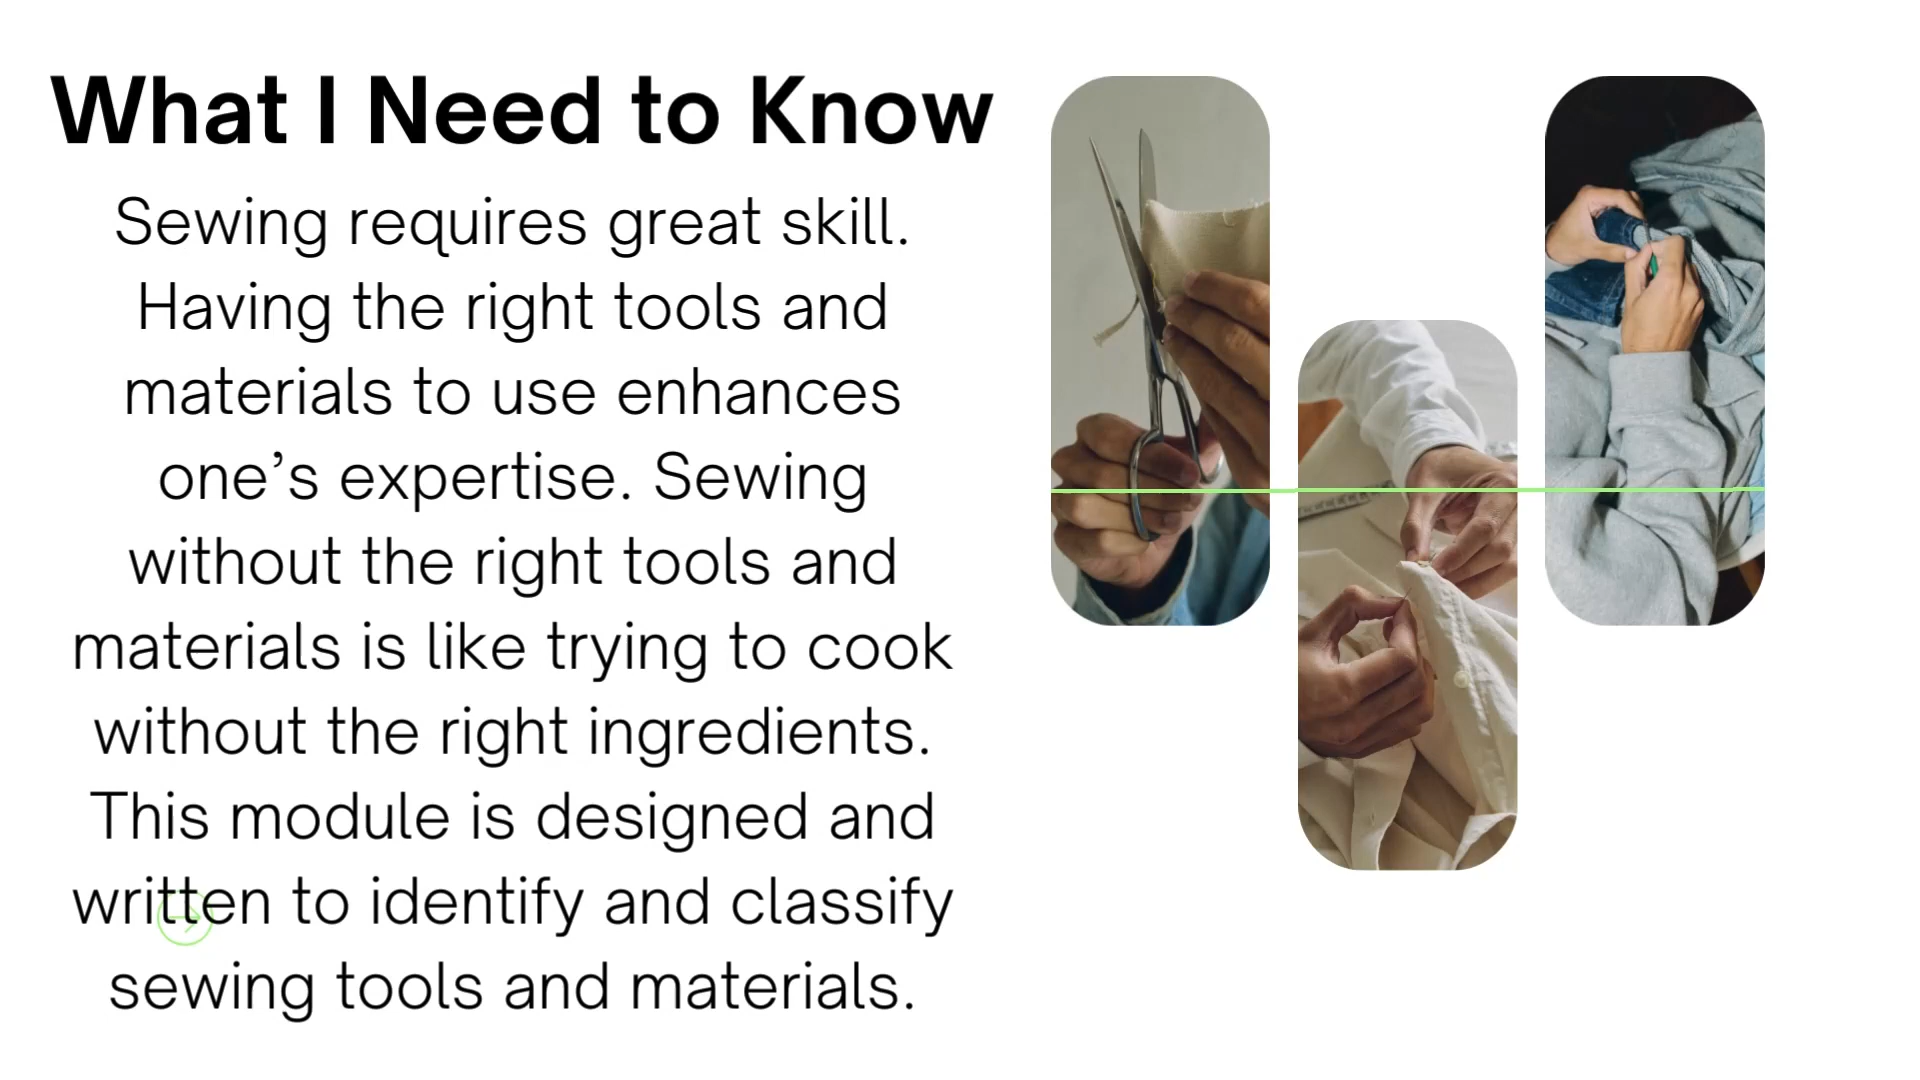 What I Need to Know
Sewing requires great skill.
Having the right tools and
materials to use enhances
one’s expertise. Sewing
without the right tools and
materials is like trying to cook
without the right ingredients.
This module is designed and
written to identify and classify
sewing tools and materials.